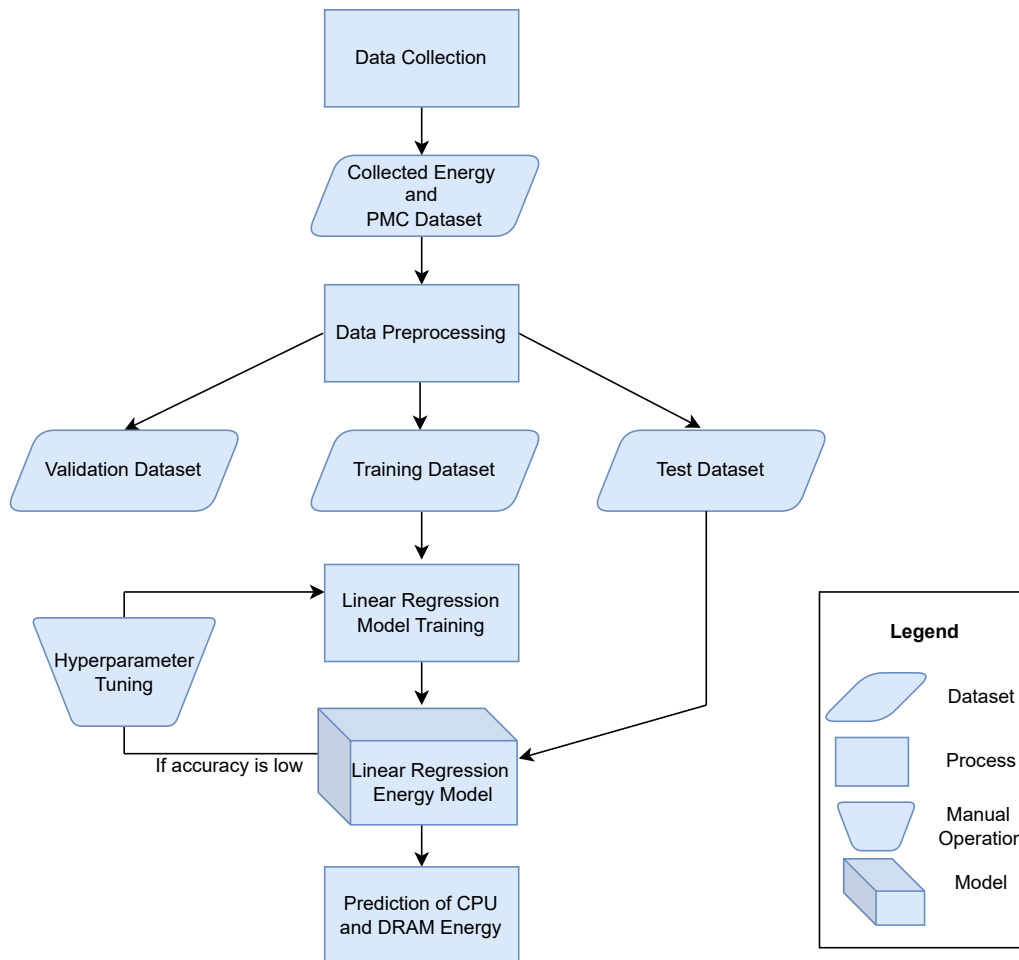 Data Collection
Collected Energy
and
PMC Dataset
Data Preprocessing
Validation Dataset
Training Dataset
Test Dataset
Linear Regression
Model Training
Hyperparameter
Tuning
If accuracy is low
Linear Regression
Energy Model
Prediction of CPU
and DRAM Energy
Legend
Dataset
Process
Manual
Operation
Model